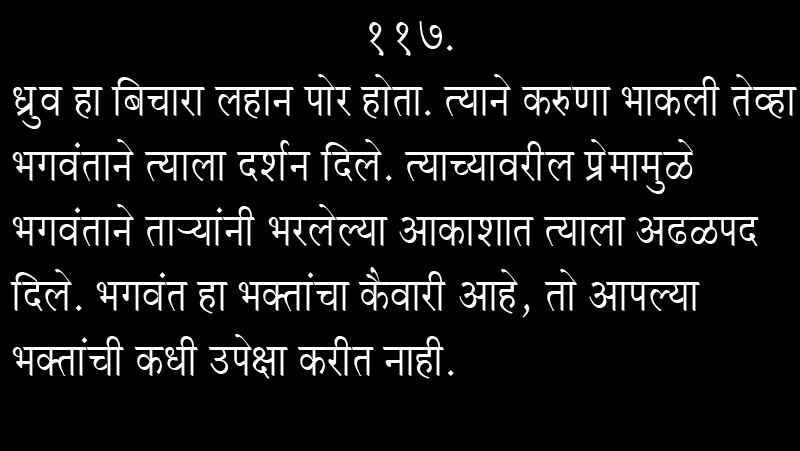 ११७.
ध्रुव हा बिचारा लहान पोर होता. त्याने करुणा भाकली तेव्हा
भगवंताने त्याला दर्शन दिले. त्याच्यावरील प्रेमामुळे
भगवंताने ताऱ्यांनी भरलेल्या आकाशात त्याला अढळपद
दिले. भगवंत हा भक्तांचा कैवारी आहे, तो आपल्या
भक्तांची कधी उपेक्षा करीत नाही.